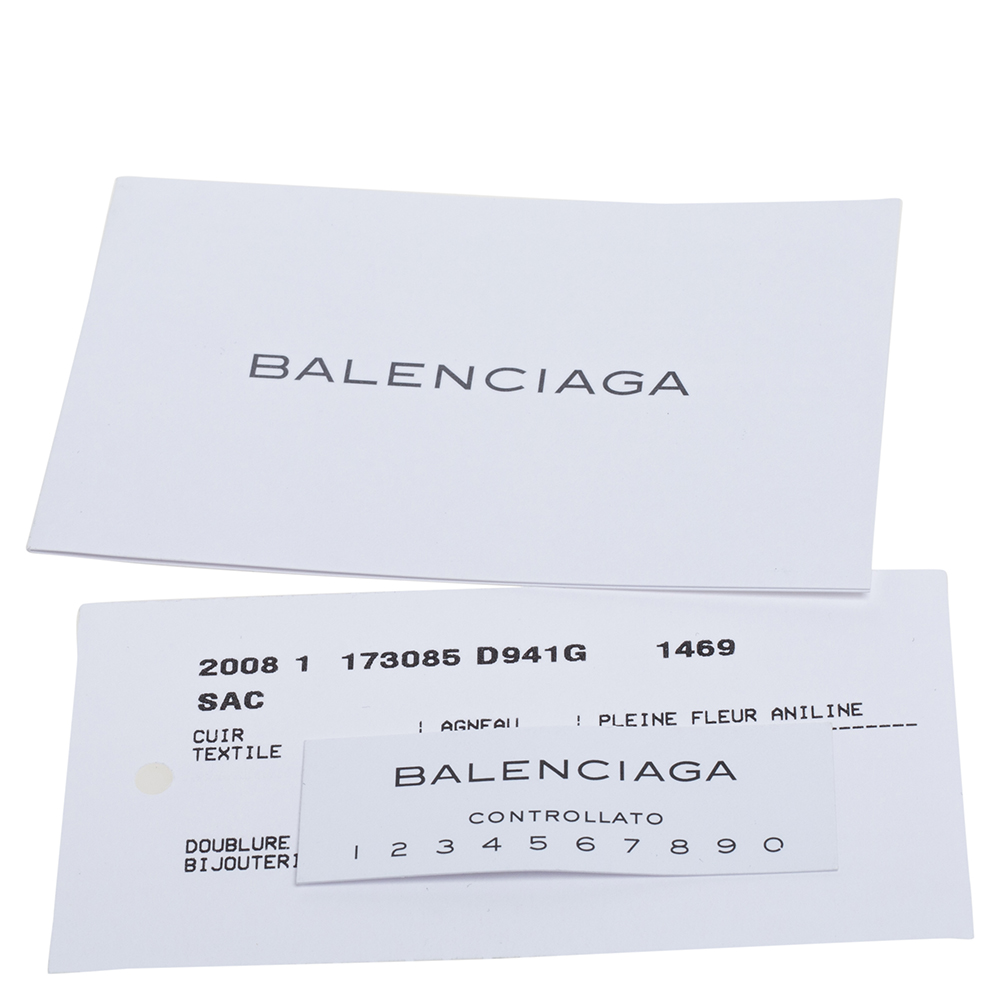 BALENCIAGA
2008 1 173085 D941G 1469
SAC
CUIR ¦ AGNEAU ¦ PLEINE FLEUR ANILINE
TEXTILE
BALENCIAGA
CONTROLLATO
1 2 3 4 5 6 7 8 9 0
DOUBLURE
BIJOUTERI